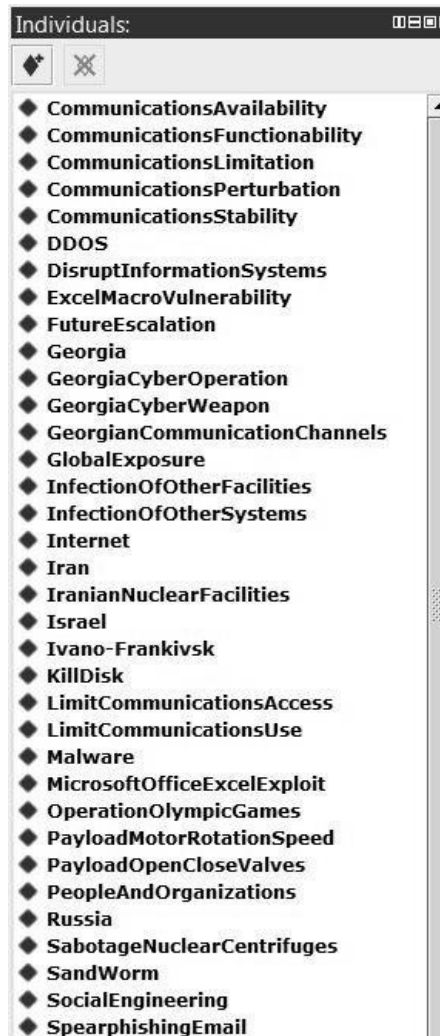 Individuals:
CommunicationsAvailability
CommunicationsFunctionability
CommunicationsLimitation
CommunicationsPerturbation
CommunicationsStability
DDOS
DisruptInformationSystems
ExcelMacroVulnerability
FutureEscalation
Georgia
GeorgiaCyberOperation
GeorgiaCyberWeapon
GeorgianCommunicationChannels
GlobalExposure
InfectionOfOtherFacilities
InfectionOfOtherSystems
Internet
Iran
IranianNuclearFacilities
Israel
Ivano-Frankivsk
KillDisk
LimitCommunicationsAccess
LimitCommunicationsUse
Malware
MicrosoftOfficeExcelExploit
OperationOlympicGames
PayloadMotorRotationSpeed
PayloadOpenCloseValves
PeopleAndOrganizations
Russia
SabotageNuclearCentrifuges
SandWorm
SocialEngineering
SpearphishingEmail